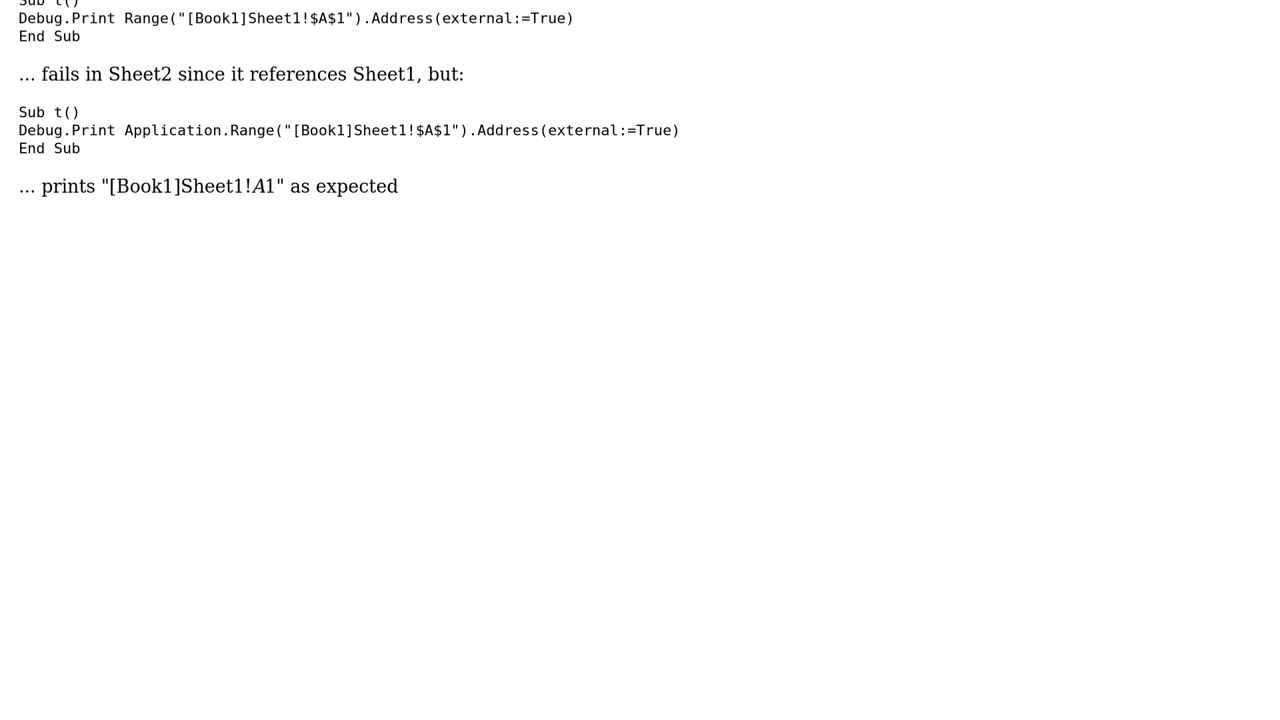 Sub t()
Debug.Print Range("[Book1]Sheet1!$A$1").Address(external:=True)
End Sub
... fails in Sheet2 since it references Sheet1, but:
Sub t()
Debug.Print Application.Range("[Book1]Sheet1!$A$1").Address(external:=True)
End Sub
... prints "[Book1]Sheet1!A1" as expected